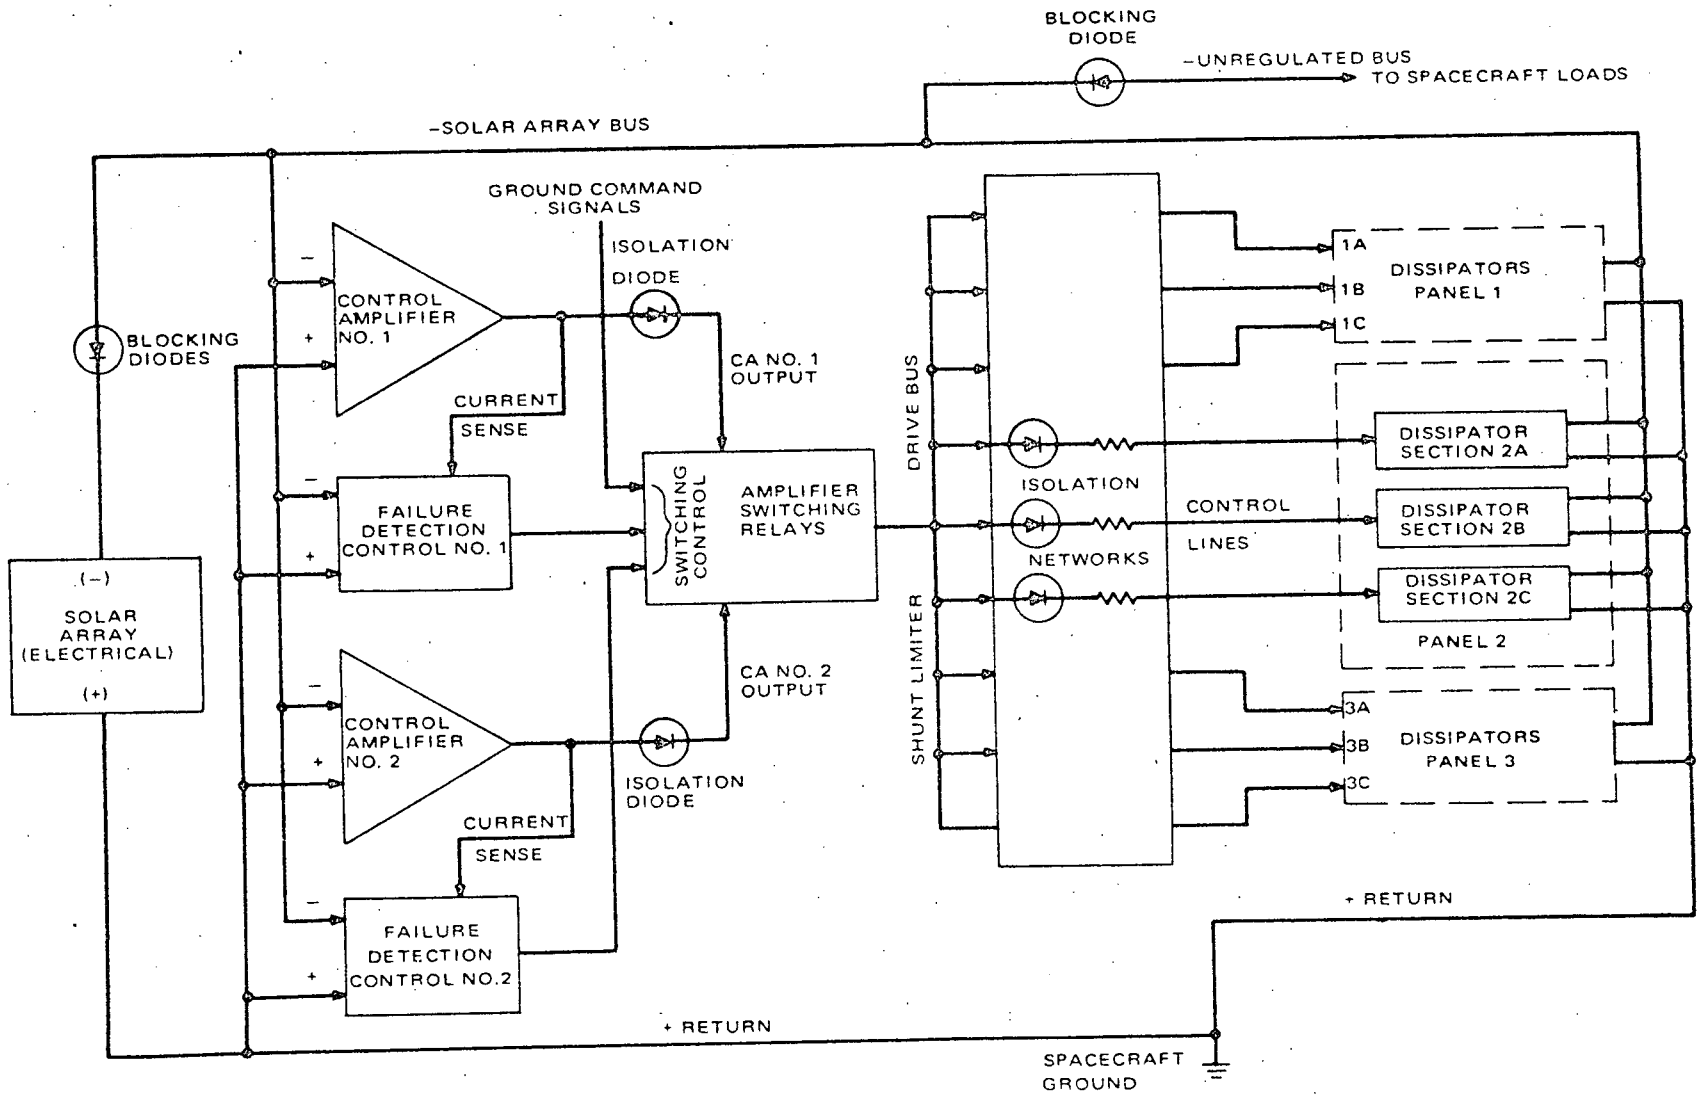 BLOCKING
DIODE
-UNREGULATED BUS
TO SPACECRAFT LOADS
-SOLAR ARRAY BUS
GROUND COMMAND
SIGNALS
ISOLATION
DIODE
BLOCKING
DIODES
-
+
CONTROL
AMPLIFIER
NO. 1
CA NO. 1
OUTPUT
CURRENT
SENSE
-
+
FAILURE
DETECTION
CONTROL NO. 1
SWITCHING
CONTROL
AMPLIFIER
SWITCHING
RELAYS
(-)
SOLAR
ARRAY
(ELECTRICAL)
(+)
-
+
CONTROL
AMPLIFIER
NO. 2
CA NO. 2
OUTPUT
ISOLATION
DIODE
CURRENT
SENSE
-
+
FAILURE
DETECTION
CONTROL NO.2
SHUNT LIMITER DRIVE BUS
ISOLATION
NETWORKS
CONTROL
LINES
1A
1B
1C
DISSIPATORS
PANEL 1
DISSIPATOR
SECTION 2A
DISSIPATOR
SECTION 2B
DISSIPATOR
SECTION 2C
PANEL 2
3A
3B
3C
DISSIPATORS
PANEL 3
+ RETURN
+ RETURN
SPACECRAFT
GROUND